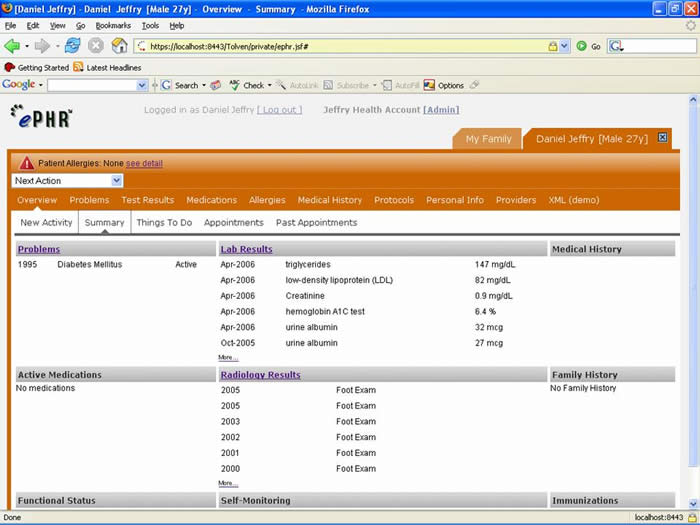 [Daniel Jeffry] - Daniel Jeffry [Male 27y] - Overview - Summary - Mozilla Firefox
File Edit View Go Bookmarks Tools Help
https://localhost:8443/Tolven/private/ephr.jsf# Go
Getting Started Latest Headlines
Google Search Check AutoLink Subscribe AutoFill Options
ePHR Logged in as Daniel Jeffry [ Log out ] Jeffry Health Account [Admin]
My Family Daniel Jeffry [Male 27y]
Patient Allergies: None see detail
Next Action
Overview Problems Test Results Medications Allergies Medical History Protocols Personal Info Providers XML (demo)
New Activity Summary Things To Do Appointments Past Appointments
Problems Lab Results Medical History
1995 Diabetes Mellitus Active Apr-2006 triglycerides 147 mg/dL
Apr-2006 low-density lipoprotein (LDL) 82 mg/dL
Apr-2006 Creatinine 0.9 mg/dL
Apr-2006 hemoglobin A1C test 6.4 %
Apr-2006 urine albumin 32 mcg
Oct-2005 urine albumin 27 mcg
More...
Active Medications Radiology Results Family History
No medications 2005 Foot Exam No Family History
2005 Foot Exam
2003 Foot Exam
2002 Foot Exam
2001 Foot Exam
2000 Foot Exam
More...
Functional Status Self-Monitoring Immunizations
Done localhost:8443